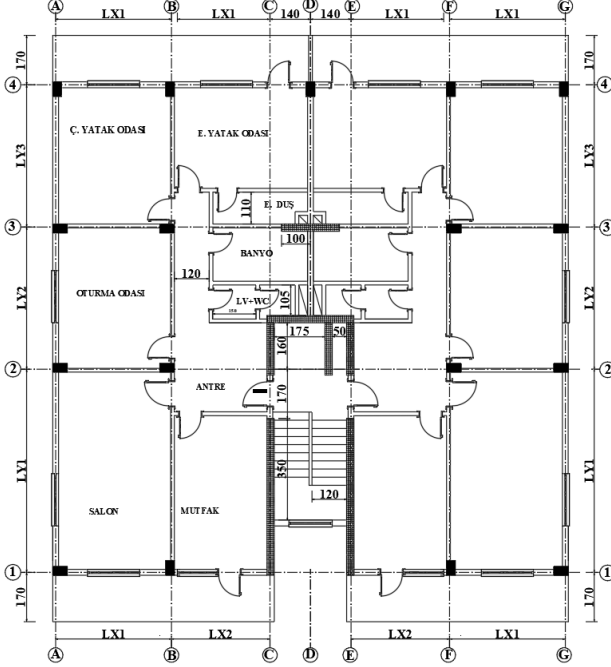 A B C D E F G
LX1 LX1 140 140 LX1 LX1
170 170
4 4
Ç. YATAK ODASI E. YATAK ODASI
LY3 LY3
110 E. DUŞ
3 3
100
BANYO
120
LY2 OTURMA ODASI LV+WC 105 LY2
150
175 50
160
2 2
ANTRE 170
LY1 350 LY1
120
SALON MUTFAK
1 1
170 170
LX1 LX2 LX2 LX1
A B C D E F G